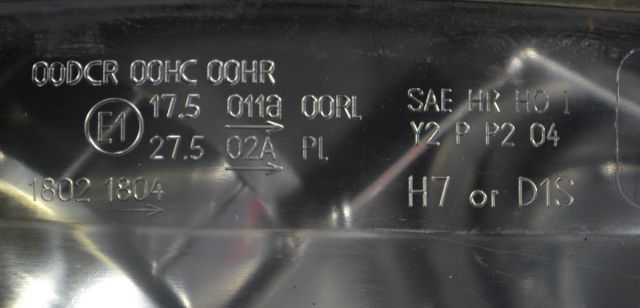 00DCR 00HC 00HR
E1 17.5 011a 00RL
27.5 02A PL
1802 1804
SAE HR HO I
Y2 P P2 04
H7 or D1S